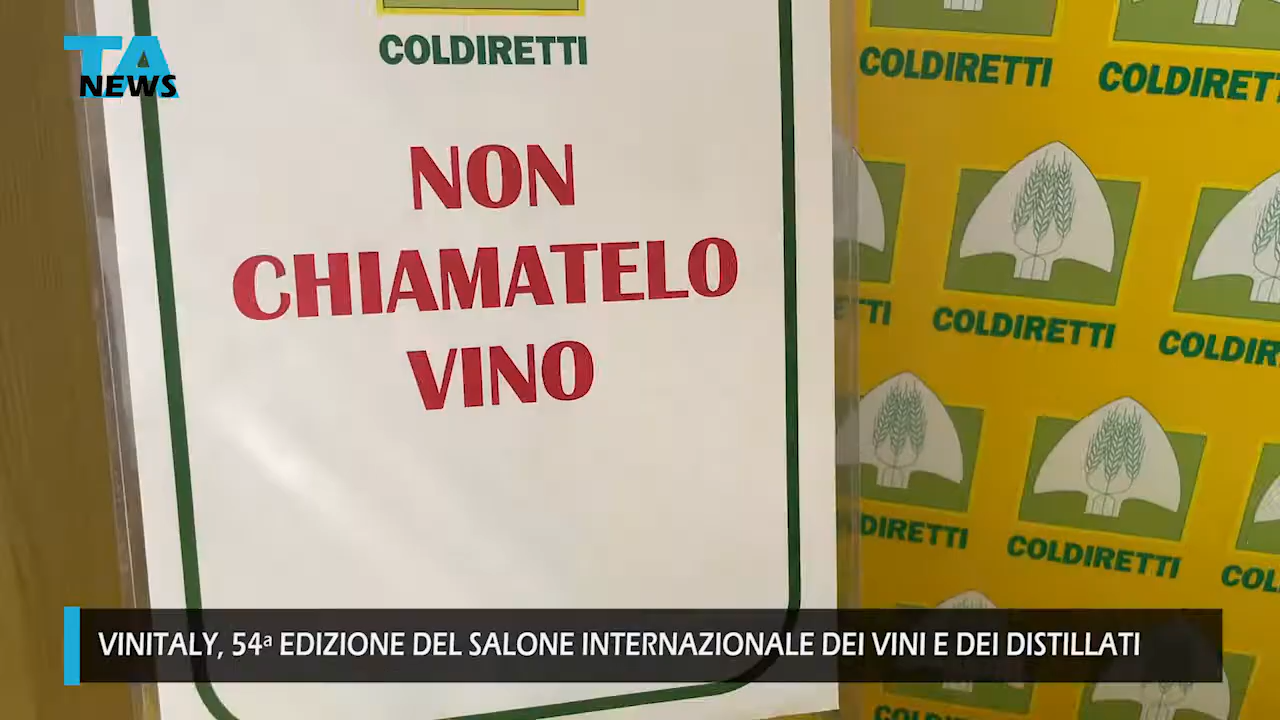 TA
NEWS
COLDIRETTI
NON
CHIAMATELO
VINO
COLDIRETTI
COLDIRETTI
COLDIRETTI
COLDIRETTI
VINITALY, 54ª EDIZIONE DEL SALONE INTERNAZIONALE DEI VINI E DEI DISTILLATI